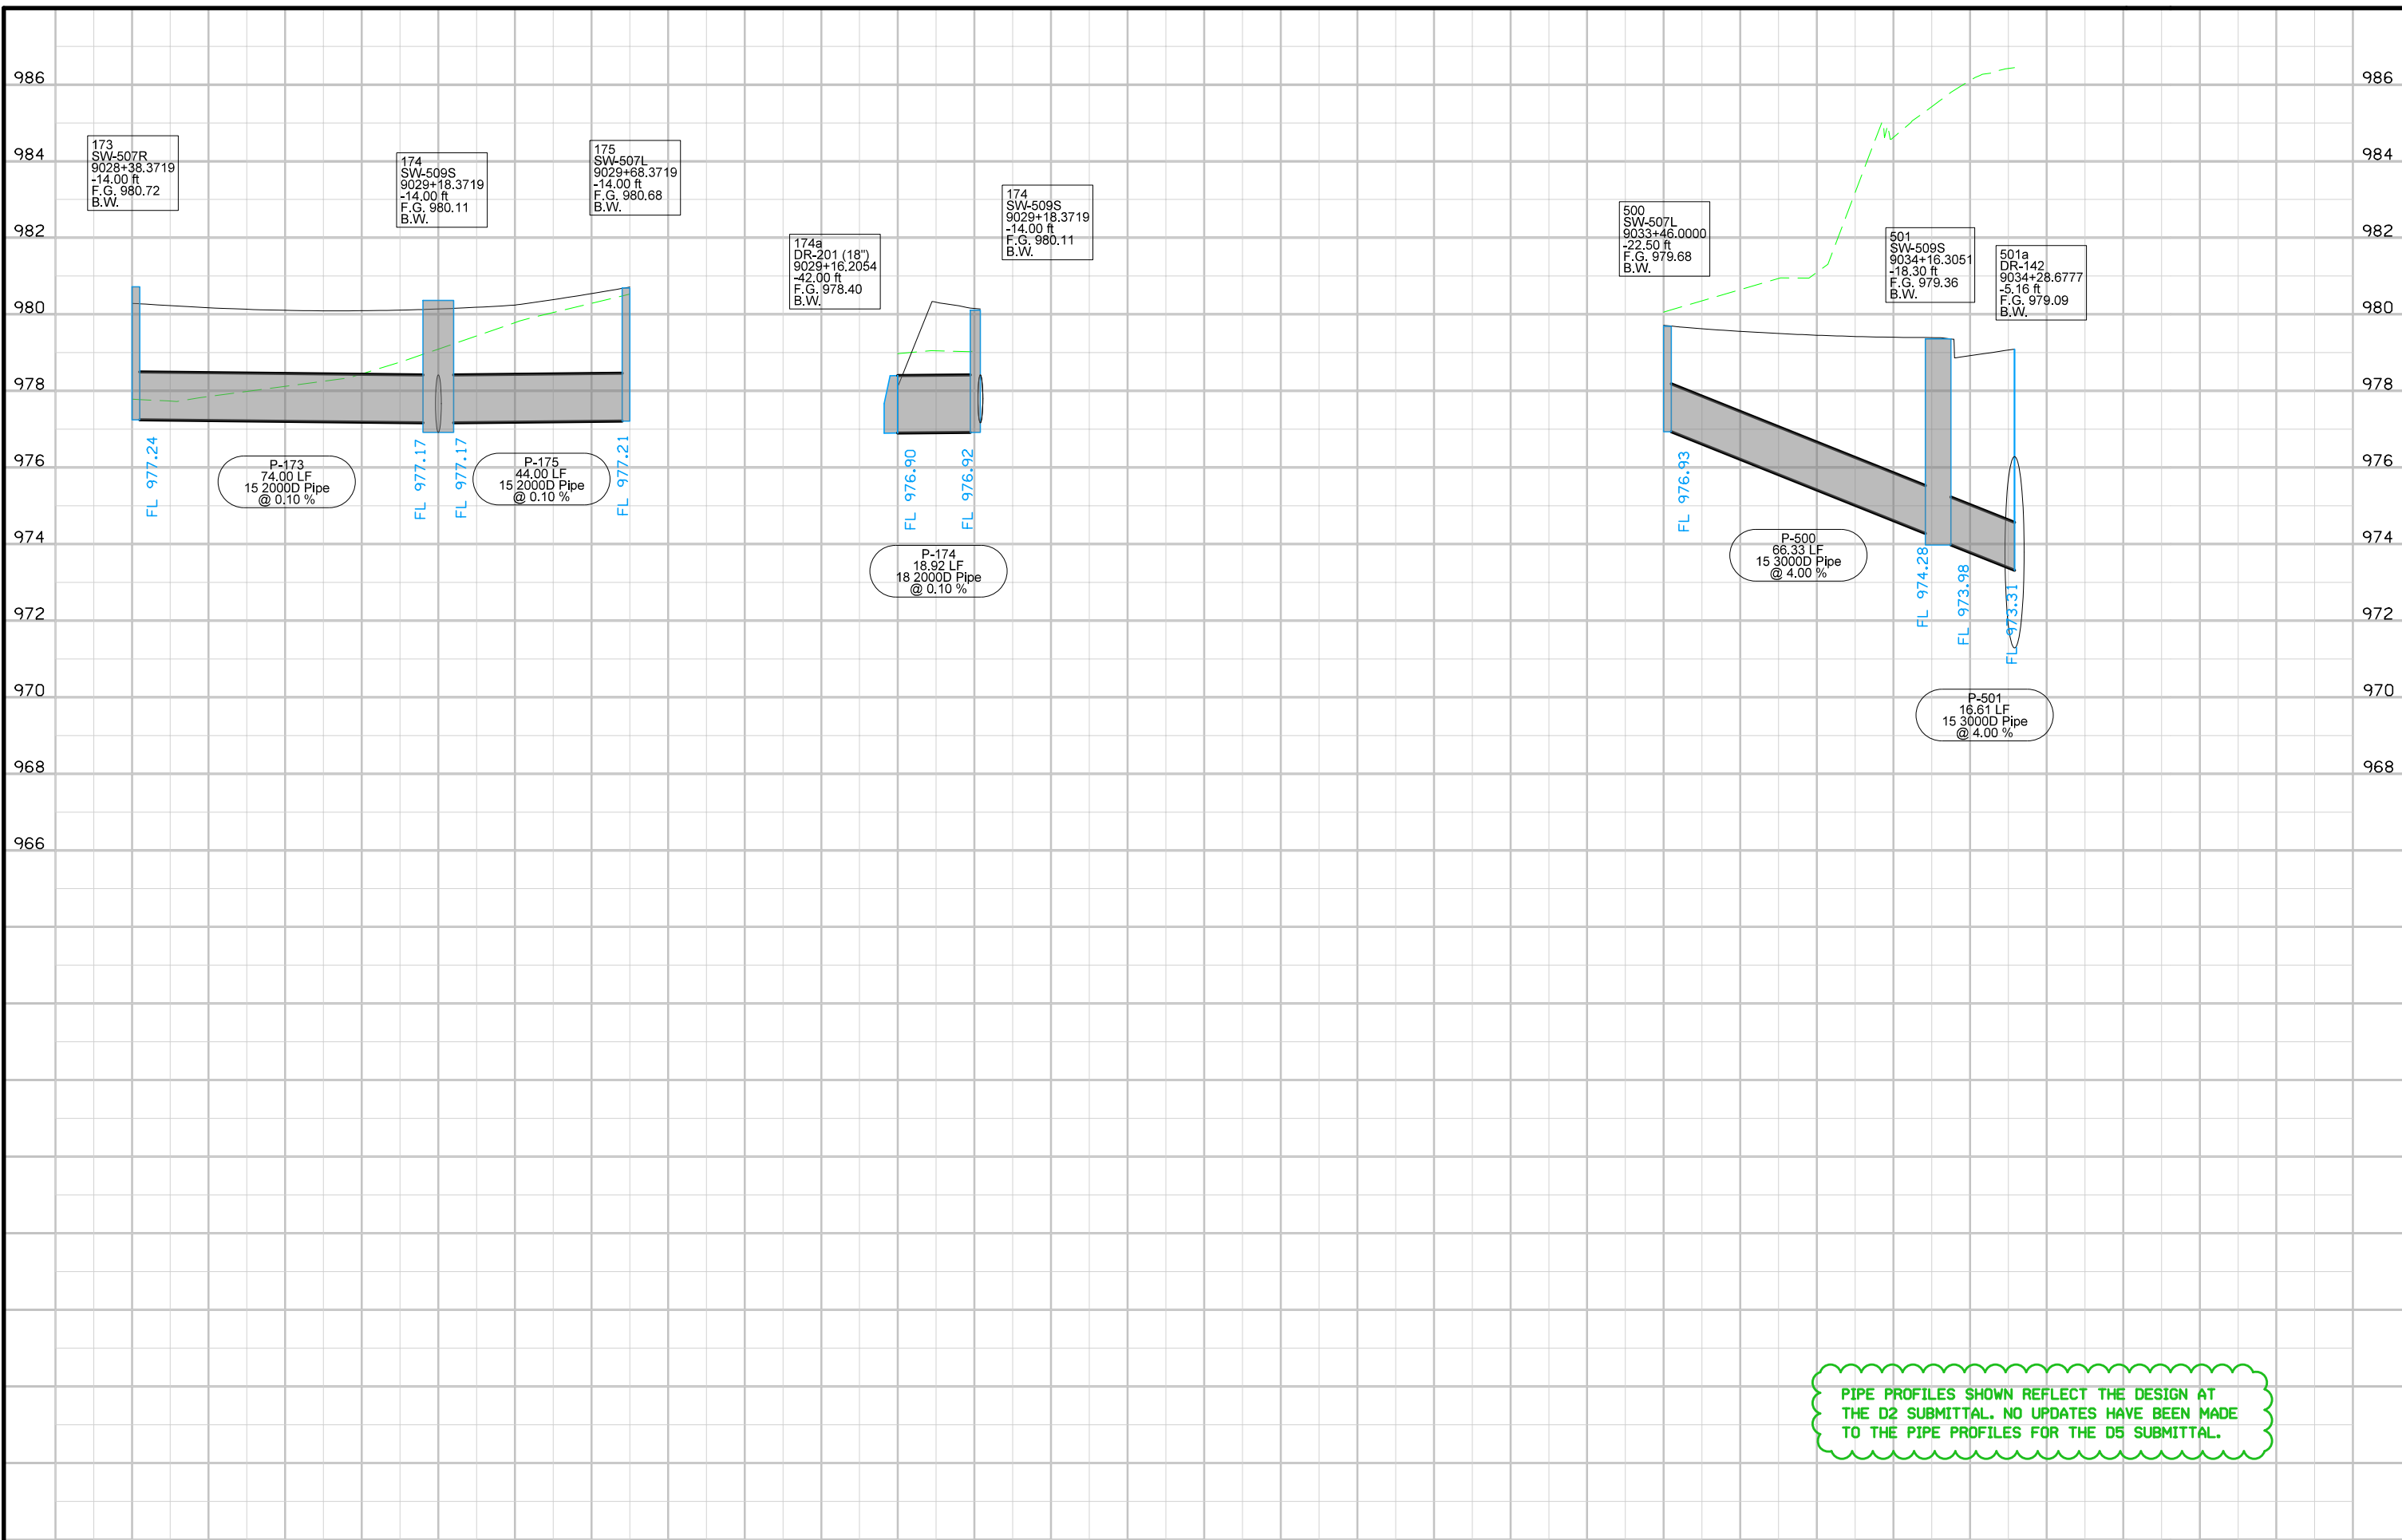 986
984
982
980
978
976
974
972
970
968
966
173
SW-507R
9028+38.3719
-14.00 ft
F.G. 980.72
B.W.
174
SW-509S
9029+18.3719
-14.00 ft
F.G. 980.11
B.W.
175
SW-507L
9029+68.3719
-14.00 ft
F.G. 980.68
B.W.
FL 977.24
P-173
74.00 LF
15 2000D Pipe
@ 0.10 %
FL 977.17
FL 977.17
P-175
44.00 LF
15 2000D Pipe
@ 0.10 %
FL 977.21
174a
DR-201 (18")
9029+16.2054
-42.00 ft
F.G. 978.40
B.W.
174
SW-509S
9029+18.3719
-14.00 ft
F.G. 980.11
B.W.
FL 976.90
FL 976.92
P-174
18.92 LF
18 2000D Pipe
@ 0.10 %
500
SW-507L
9033+46.0000
-22.50 ft
F.G. 979.68
B.W.
501
SW-509S
9034+16.3051
-18.30 ft
F.G. 979.36
B.W.
501a
DR-142
9034+28.6777
-5.16 ft
F.G. 979.09
B.W.
FL 976.93
P-500
66.33 LF
15 3000D Pipe
@ 4.00 %
FL 974.28
FL 973.98
FL 973.31
P-501
16.61 LF
15 3000D Pipe
@ 4.00 %
986
984
982
980
978
976
974
972
970
968
PIPE PROFILES SHOWN REFLECT THE DESIGN AT
THE D2 SUBMITTAL. NO UPDATES HAVE BEEN MADE
TO THE PIPE PROFILES FOR THE D5 SUBMITTAL.